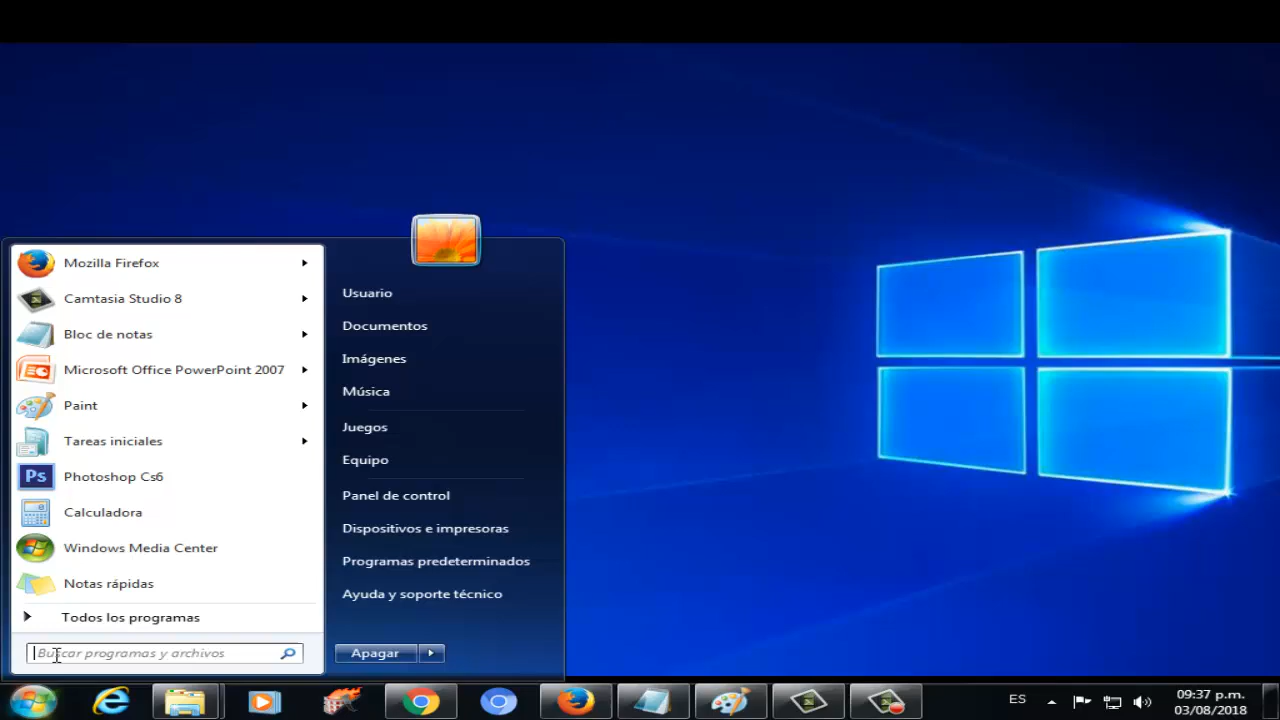 Mozilla Firefox
Camtasia Studio 8
Bloc de notas
Microsoft Office PowerPoint 2007
Paint
Tareas iniciales
Ps Photoshop Cs6
Calculadora
Windows Media Center
Notas rápidas
Todos los programas
Buscar programas y archivos
Usuario
Documentos
Imágenes
Música
Juegos
Equipo
Panel de control
Dispositivos e impresoras
Programas predeterminados
Ayuda y soporte técnico
Apagar
ES
09:37 p.m.
03/08/2018